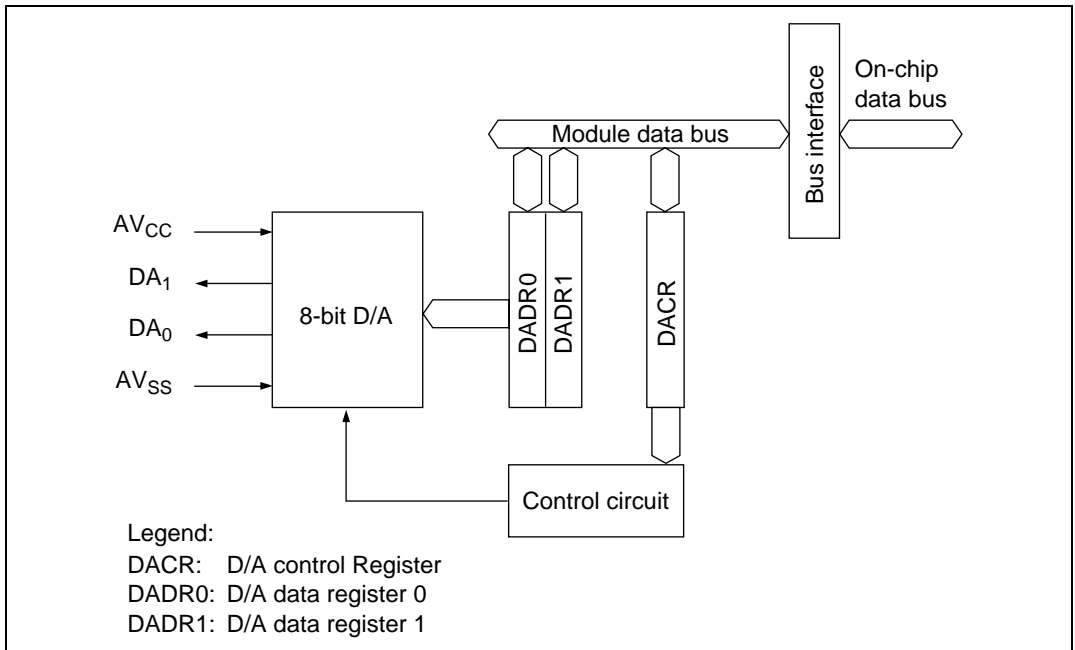 On-chip
data bus
Bus interface
Module data bus
AVCC
DA1
DA0
AVSS
8-bit D/A
DADR0
DADR1
DACR
Control circuit
Legend:
DACR: D/A control Register
DADR0: D/A data register 0
DADR1: D/A data register 1